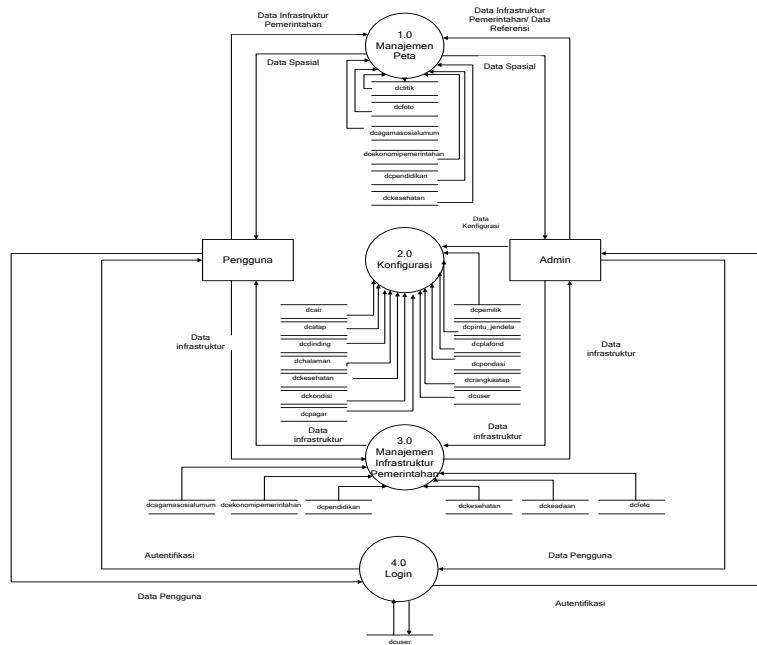 Data Infrastruktur
Pemerintahan
Data Infrastruktur
Pemerintahan/ Data
Referensi
1.0
Manajemen
Peta
Data Spasial
Data Spasial
dctitik
dcfoto
dcagamasosialumum
dcekonomipemerintahan
dcpendidikan
dckesehatan
Data
Konfigurasi
Pengguna
2.0
Konfigurasi
Admin
dcair
dcatap
dcdinding
dchalaman
dckesehatan
dckondisi
dcpagar
dcpemilik
dcpintu_jendela
dcplafond
dcpondasi
dcrangkaatap
dcuser
Data
infrastruktur
Data
infrastruktur
Data
infrastruktur
Data
infrastruktur
3.0
Manajemen
Infrastruktur
Pemerintahan
dcagamasosialumum
dcekonomipemerintahan
dcpendidikan
dckesehatan
dckeadaan
dcfoto
Autentifikasi
4.0
Login
Data Pengguna
Data Pengguna
Autentifikasi
dcuser